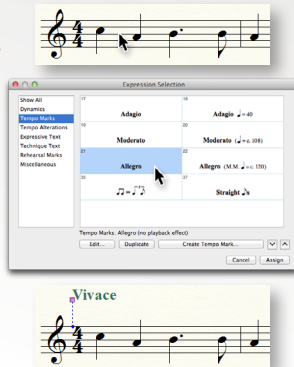 Expression Selection
Show All
Dynamics
Tempo Marks
Tempo Alterations
Expressive Text
Technique Text
Rehearsal Marks
Miscellaneous
17 Adagio
18 Adagio ♩=40
19 Moderato
20 Moderato (♩=c. 108)
21 Allegro
22 Allegro (M.M. ♩=c. 120)
37 Straight ♪s
Tempo Marks: Allegro (no playback effect)
Edit... Duplicate Create Tempo Mark...
Cancel Assign
Vivace